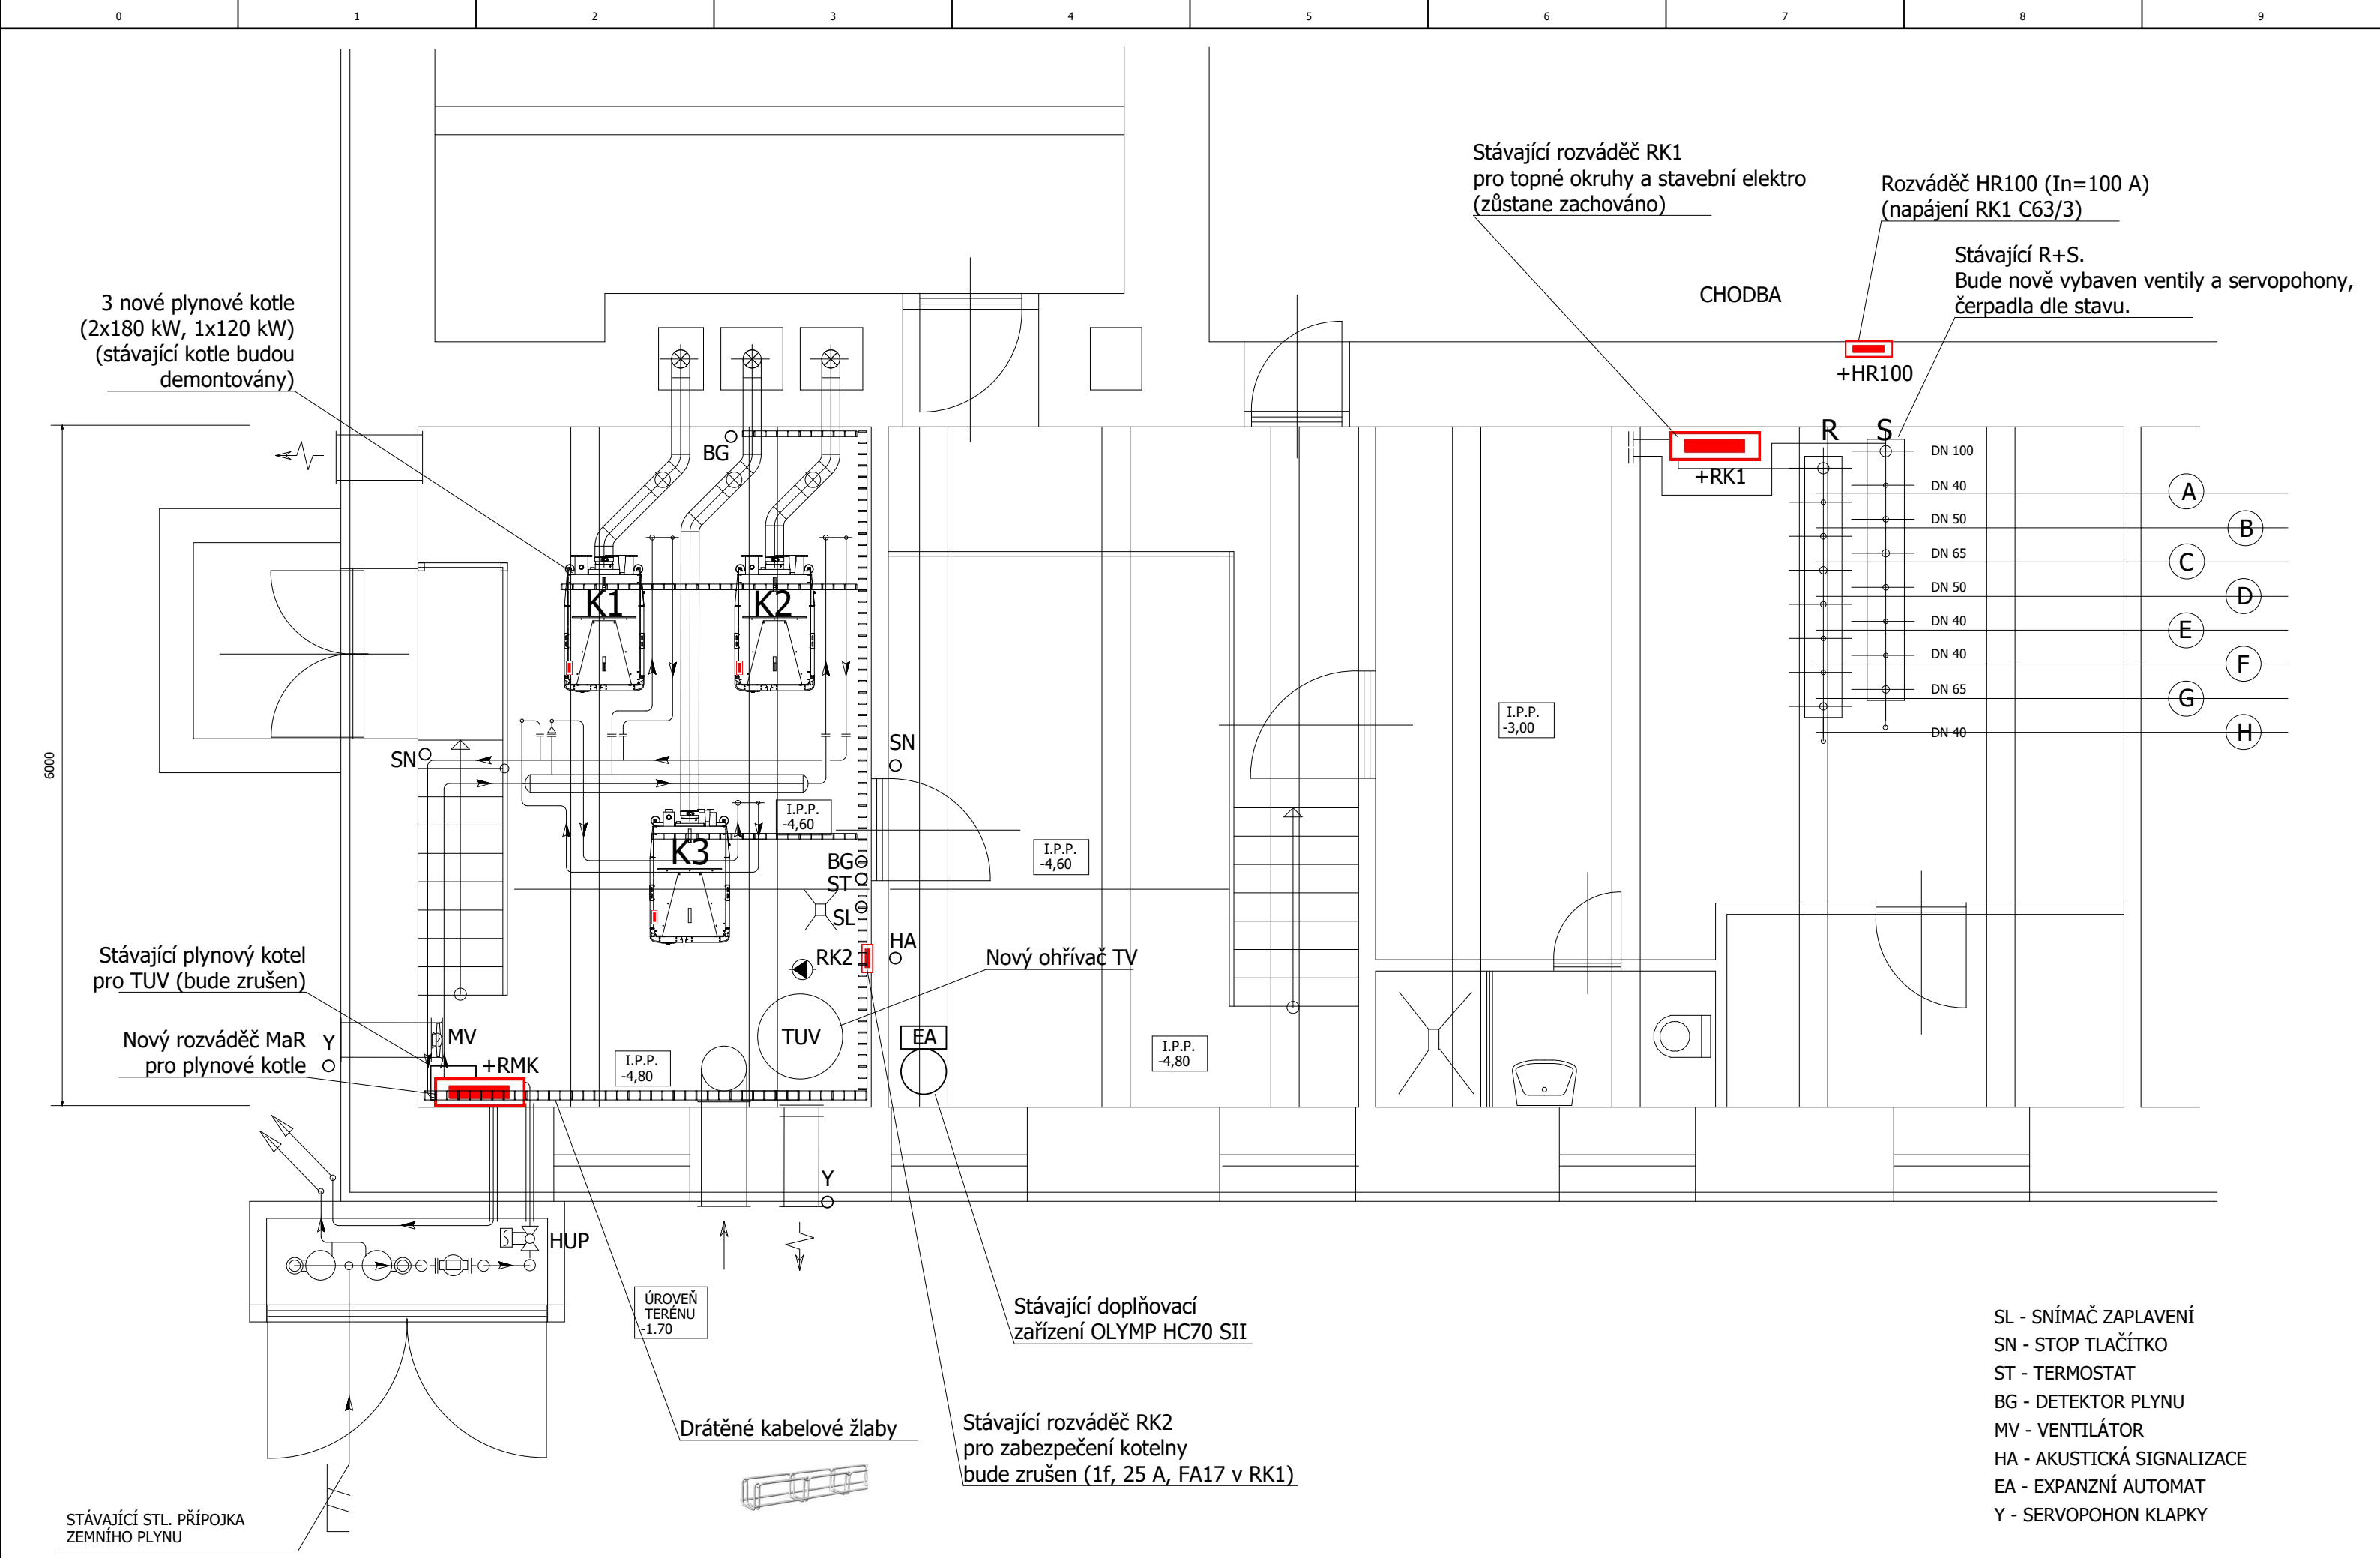 0 1 2 3 4 5 6 7 8 9
Stávající rozváděč RK1
pro topné okruhy a stavební elektro
(zůstane zachováno)
Rozváděč HR100 (In=100 A)
(napájení RK1 C63/3)
Stávající R+S.
Bude nově vybaven ventily a servopohony,
čerpadla dle stavu.
CHODBA
+HR100
3 nové plynové kotle
(2x180 kW, 1x120 kW)
(stávající kotle budou
demontovány)
BG
R S
+RK1
DN 100
DN 40
A
DN 50
B
DN 65
C
DN 50
D
DN 40
E
DN 40
F
DN 65
G
DN 40
H
K1 K2
6000
SN
SN
I.P.P.
-3,00
I.P.P.
-4,60
K3
I.P.P.
-4,60
BG
ST
SL
RK2
HA
Nový ohřívač TV
Stávající plynový kotel
pro TUV (bude zrušen)
Nový rozváděč MaR
pro plynové kotle
Y
MV
+RMK
I.P.P.
-4,80
TUV
EA
I.P.P.
-4,80
Y
HUP
ÚROVEŇ
TERÉNU
-1.70
Stávající doplňovací
zařízení OLYMP HC70 SII
Drátěné kabelové žlaby
Stávající rozváděč RK2
pro zabezpečení kotelny
bude zrušen (1f, 25 A, FA17 v RK1)
STÁVAJÍCÍ STL. PŘÍPOJKA
ZEMNÍHO PLYNU
SL - SNÍMAČ ZAPLAVENÍ
SN - STOP TLAČÍTKO
ST - TERMOSTAT
BG - DETEKTOR PLYNU
MV - VENTILÁTOR
HA - AKUSTICKÁ SIGNALIZACE
EA - EXPANZNÍ AUTOMAT
Y - SERVOPOHON KLAPKY